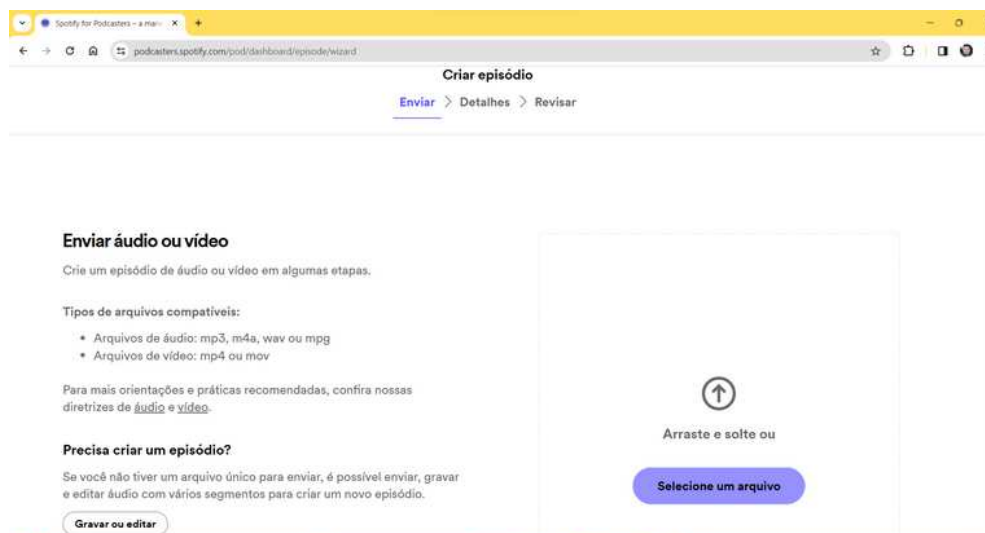 Spotify for Podcasters – a mar
podcasters.spotify.com/pod/dashboard/episode/wizard
Criar episódio
Enviar > Detalhes > Revisar
Enviar áudio ou vídeo
Crie um episódio de áudio ou vídeo em algumas etapas.
Tipos de arquivos compatíveis:
• Arquivos de áudio: mp3, m4a, wav ou mpg
• Arquivos de vídeo: mp4 ou mov
Para mais orientações e práticas recomendadas, confira nossas
diretrizes de áudio e vídeo.
Precisa criar um episódio?
Se você não tiver um arquivo único para enviar, é possível enviar, gravar
e editar áudio com vários segmentos para criar um novo episódio.
Gravar ou editar
Arraste e solte ou
Selecione um arquivo